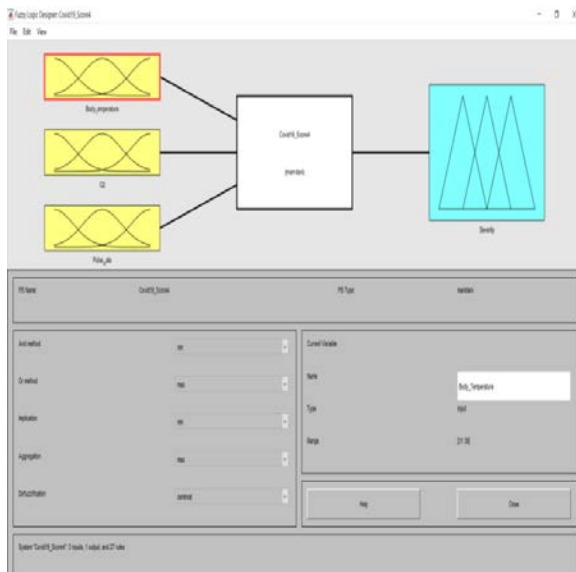 Fuzzy Logic Designer: Covid19_Score4
File Edit View
Body_temperature
O2
Pulse_rate
Covid19_Score4
(mamdani)
Severity
FIS Name: Covid19_Score4
FIS Type: mamdani
And method min
Or method max
Implication min
Aggregation max
Defuzzification centroid
Current Variable
Name Body_Temperature
Type input
Range
Help Close
System "Covid19_Score4": 3 inputs, 1 output, and 27 rules